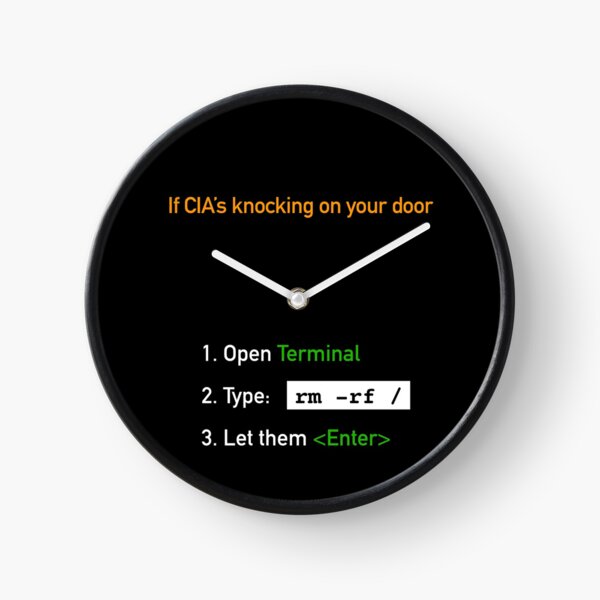 If CIA's knocking on your door
1. Open Terminal
2. Type: rm -rf /
3. Let them <Enter>